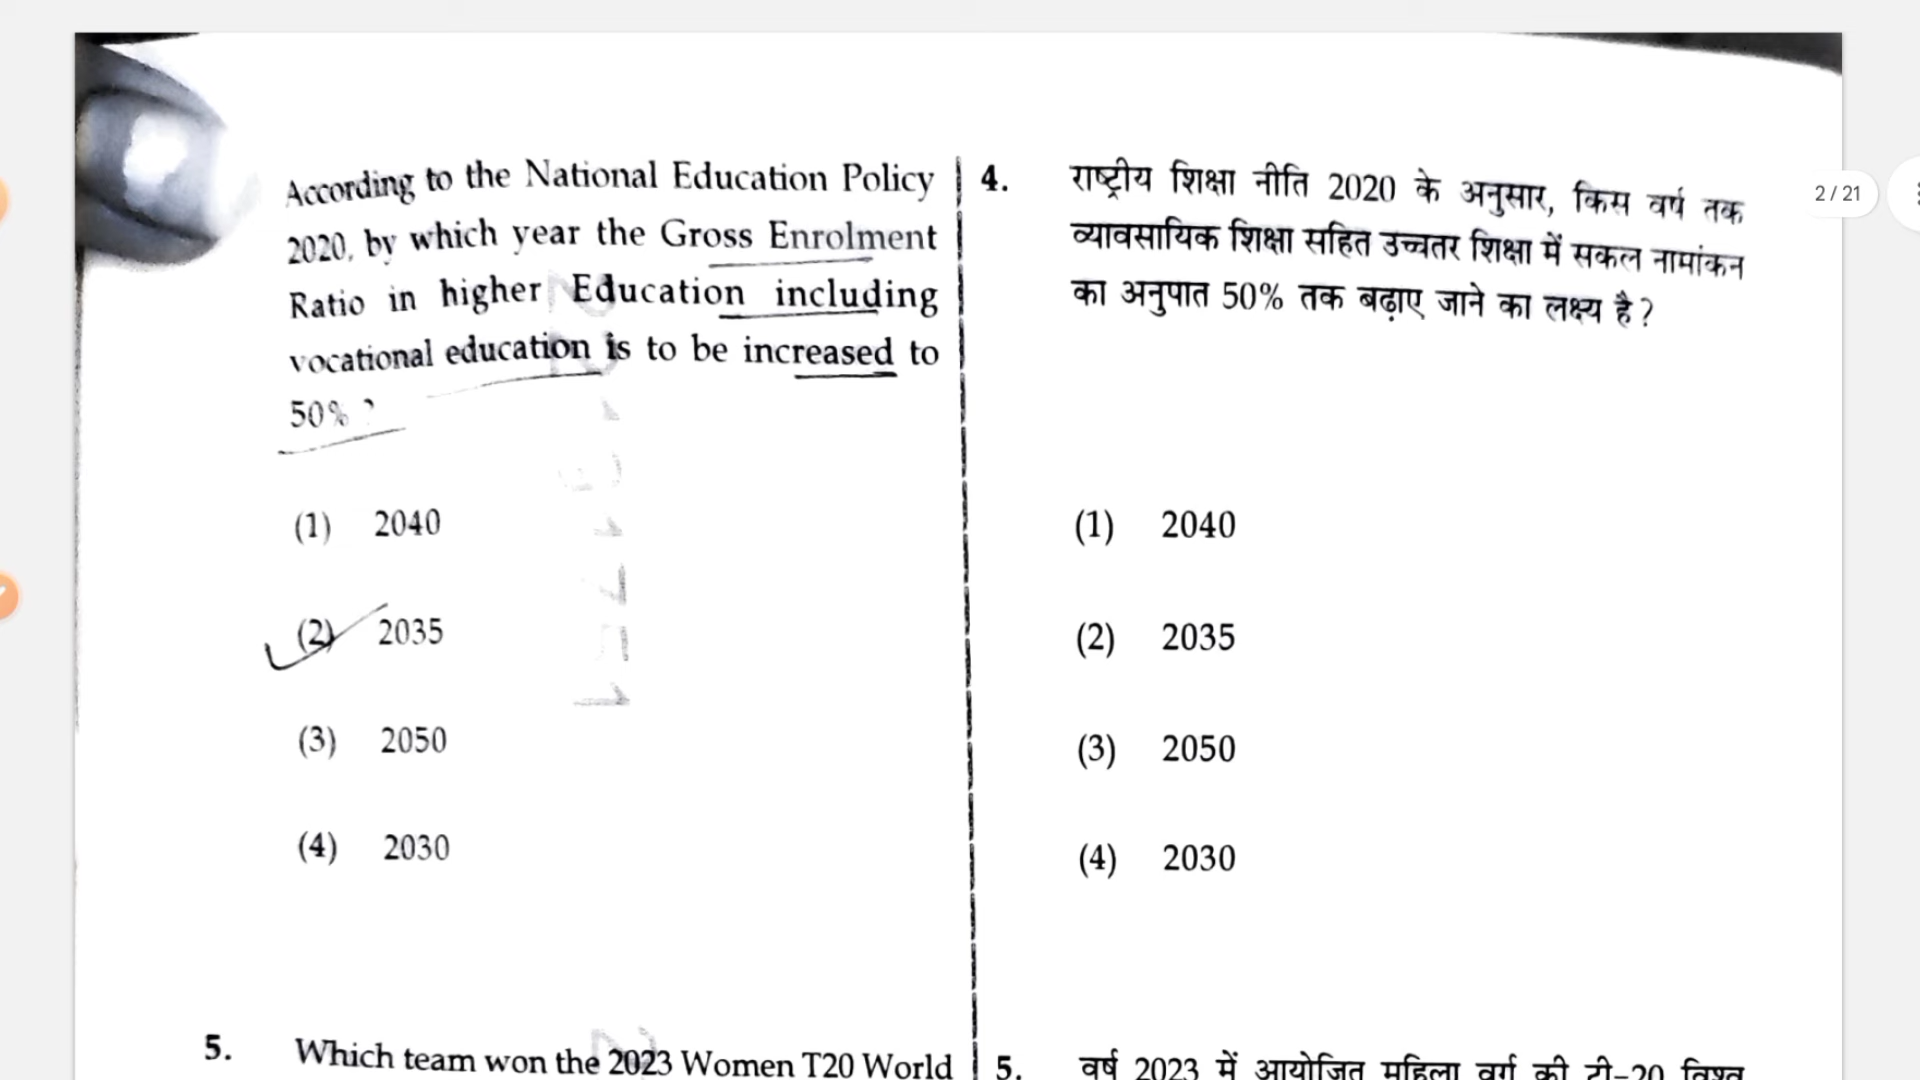 According to the National Education Policy
2020, by which year the Gross Enrolment
Ratio in higher Education including
vocational education is to be increased to
50% ?
(1) 2040
(2) 2035
(3) 2050
(4) 2030
5. Which team won the 2023 Women T20 World
4. राष्ट्रीय शिक्षा नीति 2020 के अनुसार, किस वर्ष तक
व्यावसायिक शिक्षा सहित उच्चतर शिक्षा में सकल नामांकन
का अनुपात 50% तक बढ़ाए जाने का लक्ष्य है ?
(1) 2040
(2) 2035
(3) 2050
(4) 2030
5. वर्ष 2023 में आयोजित महिला वर्ग की टी-20 विश्व
2 / 21